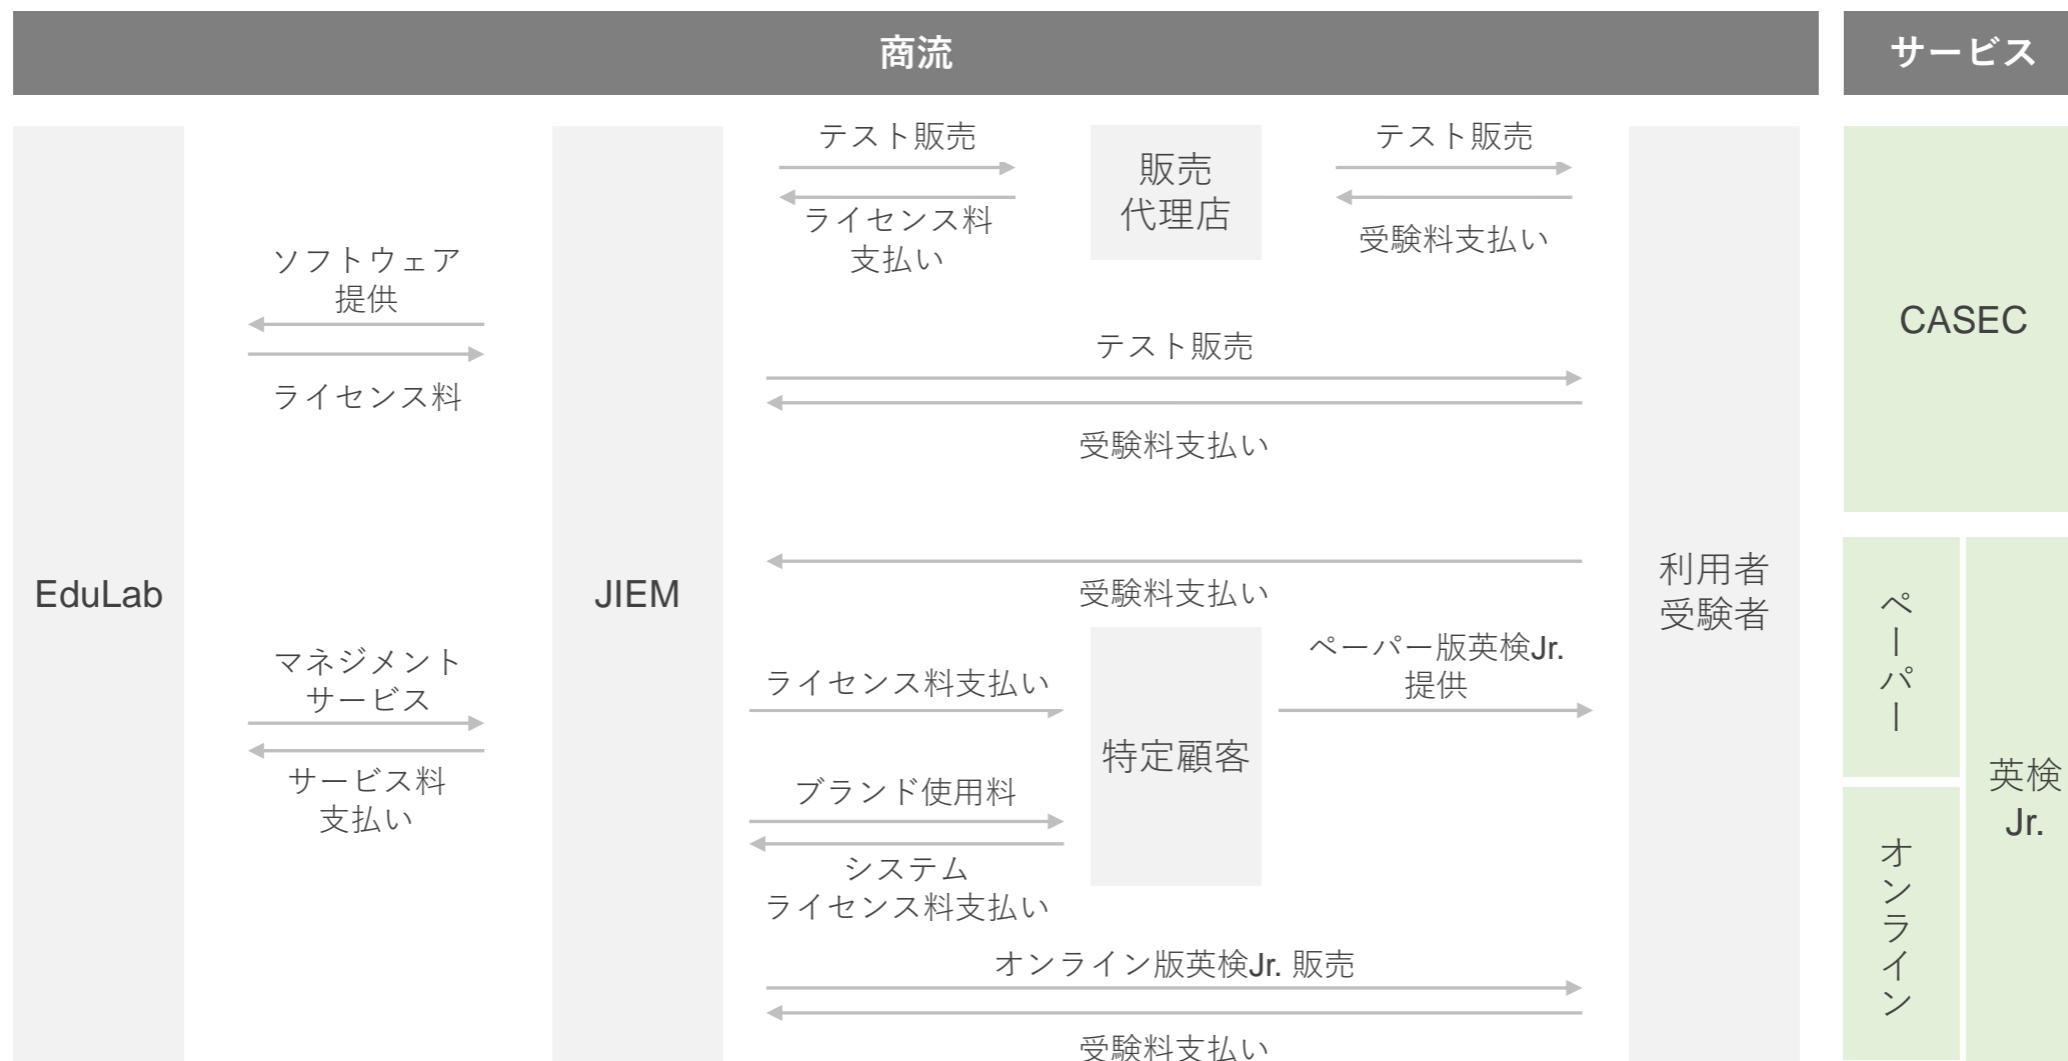 商流
サービス
EduLab
ソフトウェア
提供
ライセンス料
マネジメント
サービス
サービス料
支払い
JIEM
テスト販売
ライセンス料
支払い
販売
代理店
テスト販売
受験料支払い
テスト販売
受験料支払い
受験料支払い
ライセンス料支払い
特定顧客
ペーパー版英検Jr.
提供
ブランド使用料
システム
ライセンス料支払い
オンライン版英検Jr. 販売
受験料支払い
利用者
受験者
CASEC
ペーパー
オンライン
英検
Jr.